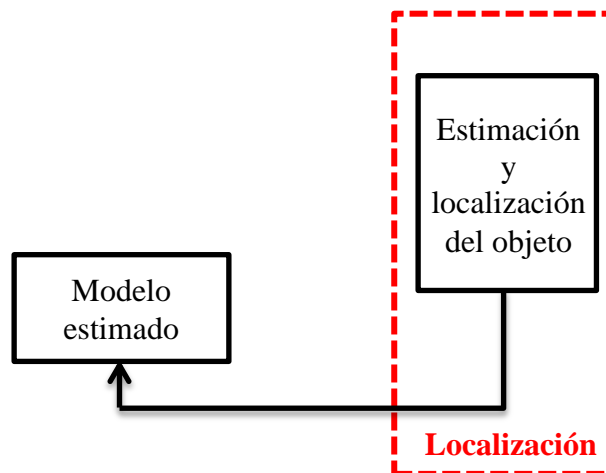 Estimación
y
localización
del objeto
Modelo
estimado
Localización